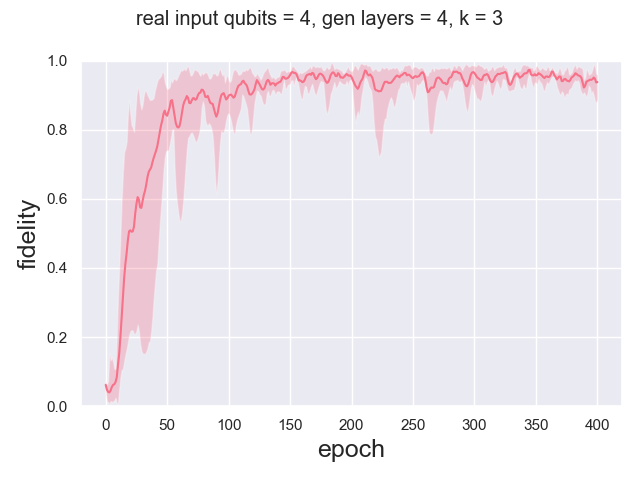 real input qubits = 4, gen layers = 4, k = 3
1.0
0.8
0.6
0.4
0.2
0.0
fidelity
0 50 100 150 200 250 300 350 400
epoch